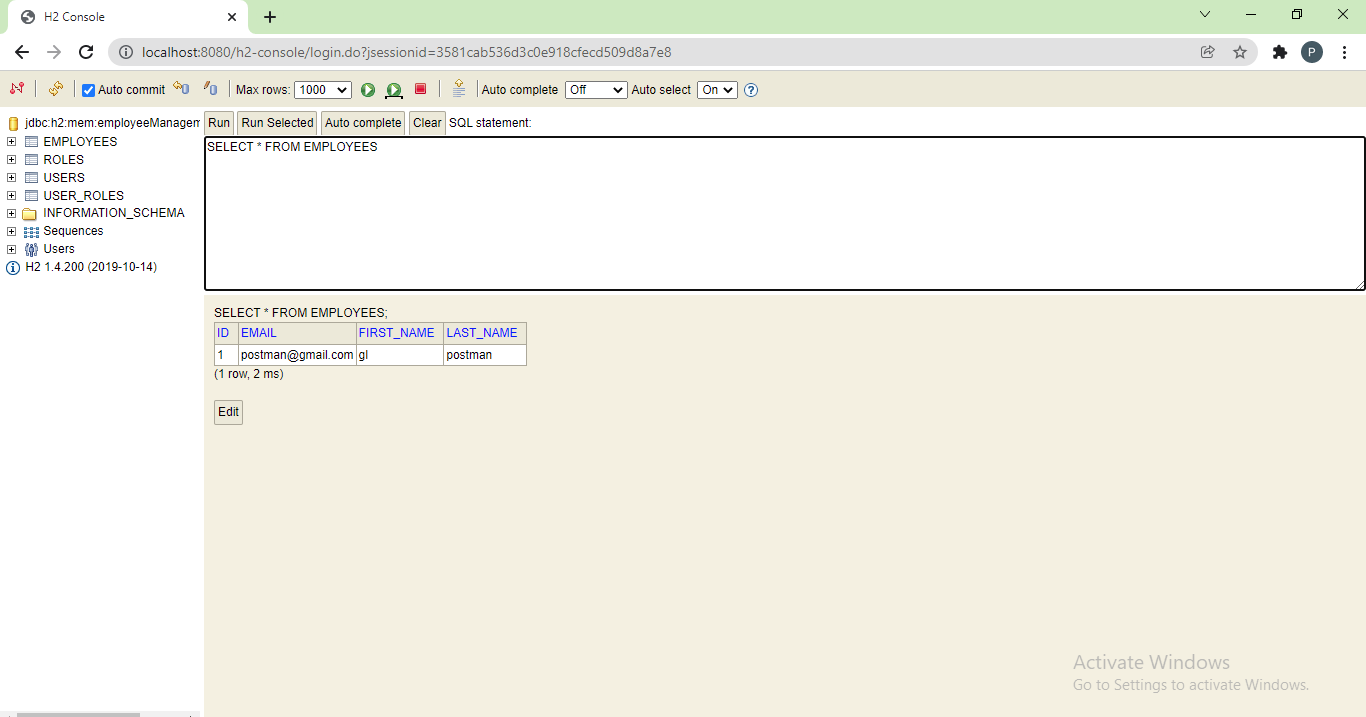 H2 Console
localhost:8080/h2-console/login.do?jsessionid=3581cab536d3c0e918cfecd509d8a7e8
P
Auto commit Max rows: 1000 Auto complete Off Auto select On
jdbc:h2:mem:employeeManagem
EMPLOYEES
ROLES
USERS
USER_ROLES
INFORMATION_SCHEMA
Sequences
Users
H2 1.4.200 (2019-10-14)
Run Run Selected Auto complete Clear SQL statement:
SELECT * FROM EMPLOYEES
SELECT * FROM EMPLOYEES;
ID EMAIL FIRST_NAME LAST_NAME
1 postman@gmail.com gl postman
(1 row, 2 ms)
Edit
Activate Windows
Go to Settings to activate Windows.